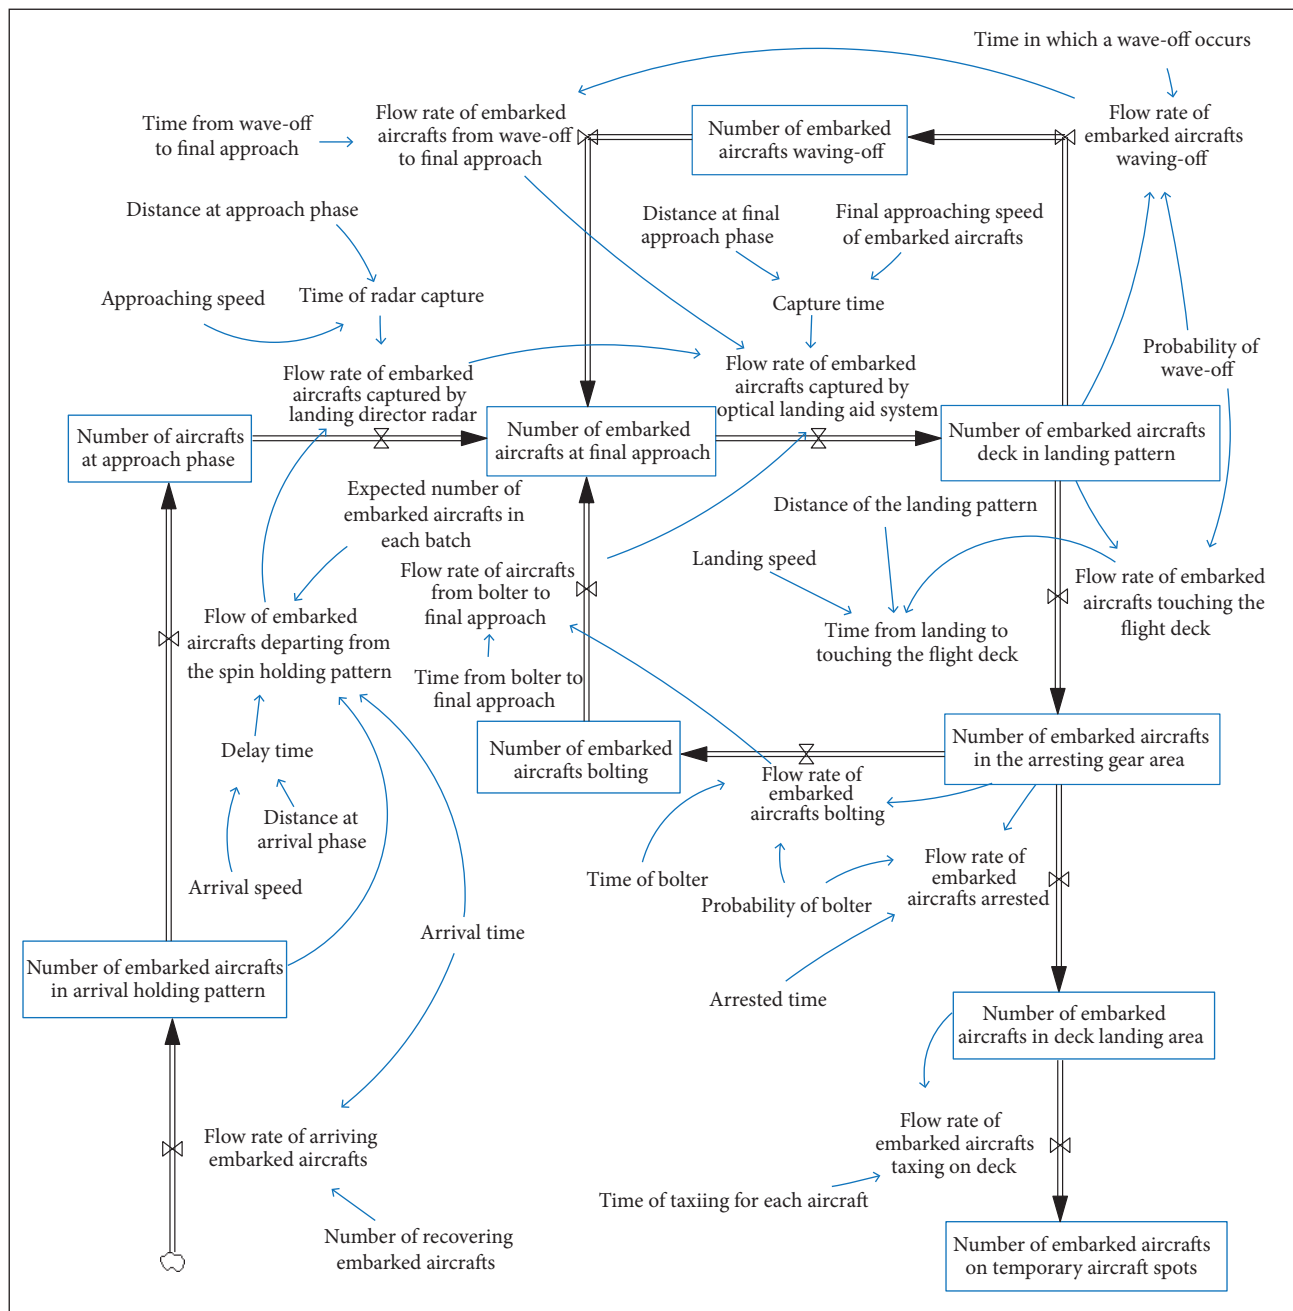 Time in which a wave-off occurs
Flow rate of
embarked aircrafts
waving-off
Number of embarked
aircrafts waving-off
Flow rate of embarked
aircrafts from wave-off
to final approach
Time from wave-off
to final approach
Distance at approach phase
Distance at final
approach phase
Final approaching speed
of embarked aircrafts
Approaching speed
Time of radar capture
Capture time
Probability of
wave-off
Flow rate of embarked
aircrafts captured by
landing director radar
Flow rate of embarked
aircrafts captured by
optical landing aid system
Number of aircrafts
at approach phase
Number of embarked
aircrafts at final approach
Number of embarked aircrafts
deck in landing pattern
Expected number of
embarked aircrafts in
each batch
Distance of the landing pattern
Landing speed
Flow rate of aircrafts
from bolter to
final approach
Flow rate of embarked
aircrafts touching the
flight deck
Flow of embarked
aircrafts departing from
the spin holding pattern
Time from landing to
touching the flight deck
Time from bolter to
final approach
Delay time
Number of embarked
aircrafts bolting
Number of embarked aircrafts
in the arresting gear area
Flow rate of
embarked
aircrafts bolting
Distance at
arrival phase
Arrival speed
Time of bolter
Probability of bolter
Flow rate of
embarked
aircrafts arrested
Arrival time
Number of embarked aircrafts
in arrival holding pattern
Arrested time
Number of embarked
aircrafts in deck landing area
Flow rate of arriving
embarked aircrafts
Flow rate of
embarked aircrafts
taxing on deck
Time of taxiing for each aircraft
Number of recovering
embarked aircrafts
Number of embarked aircrafts
on temporary aircraft spots